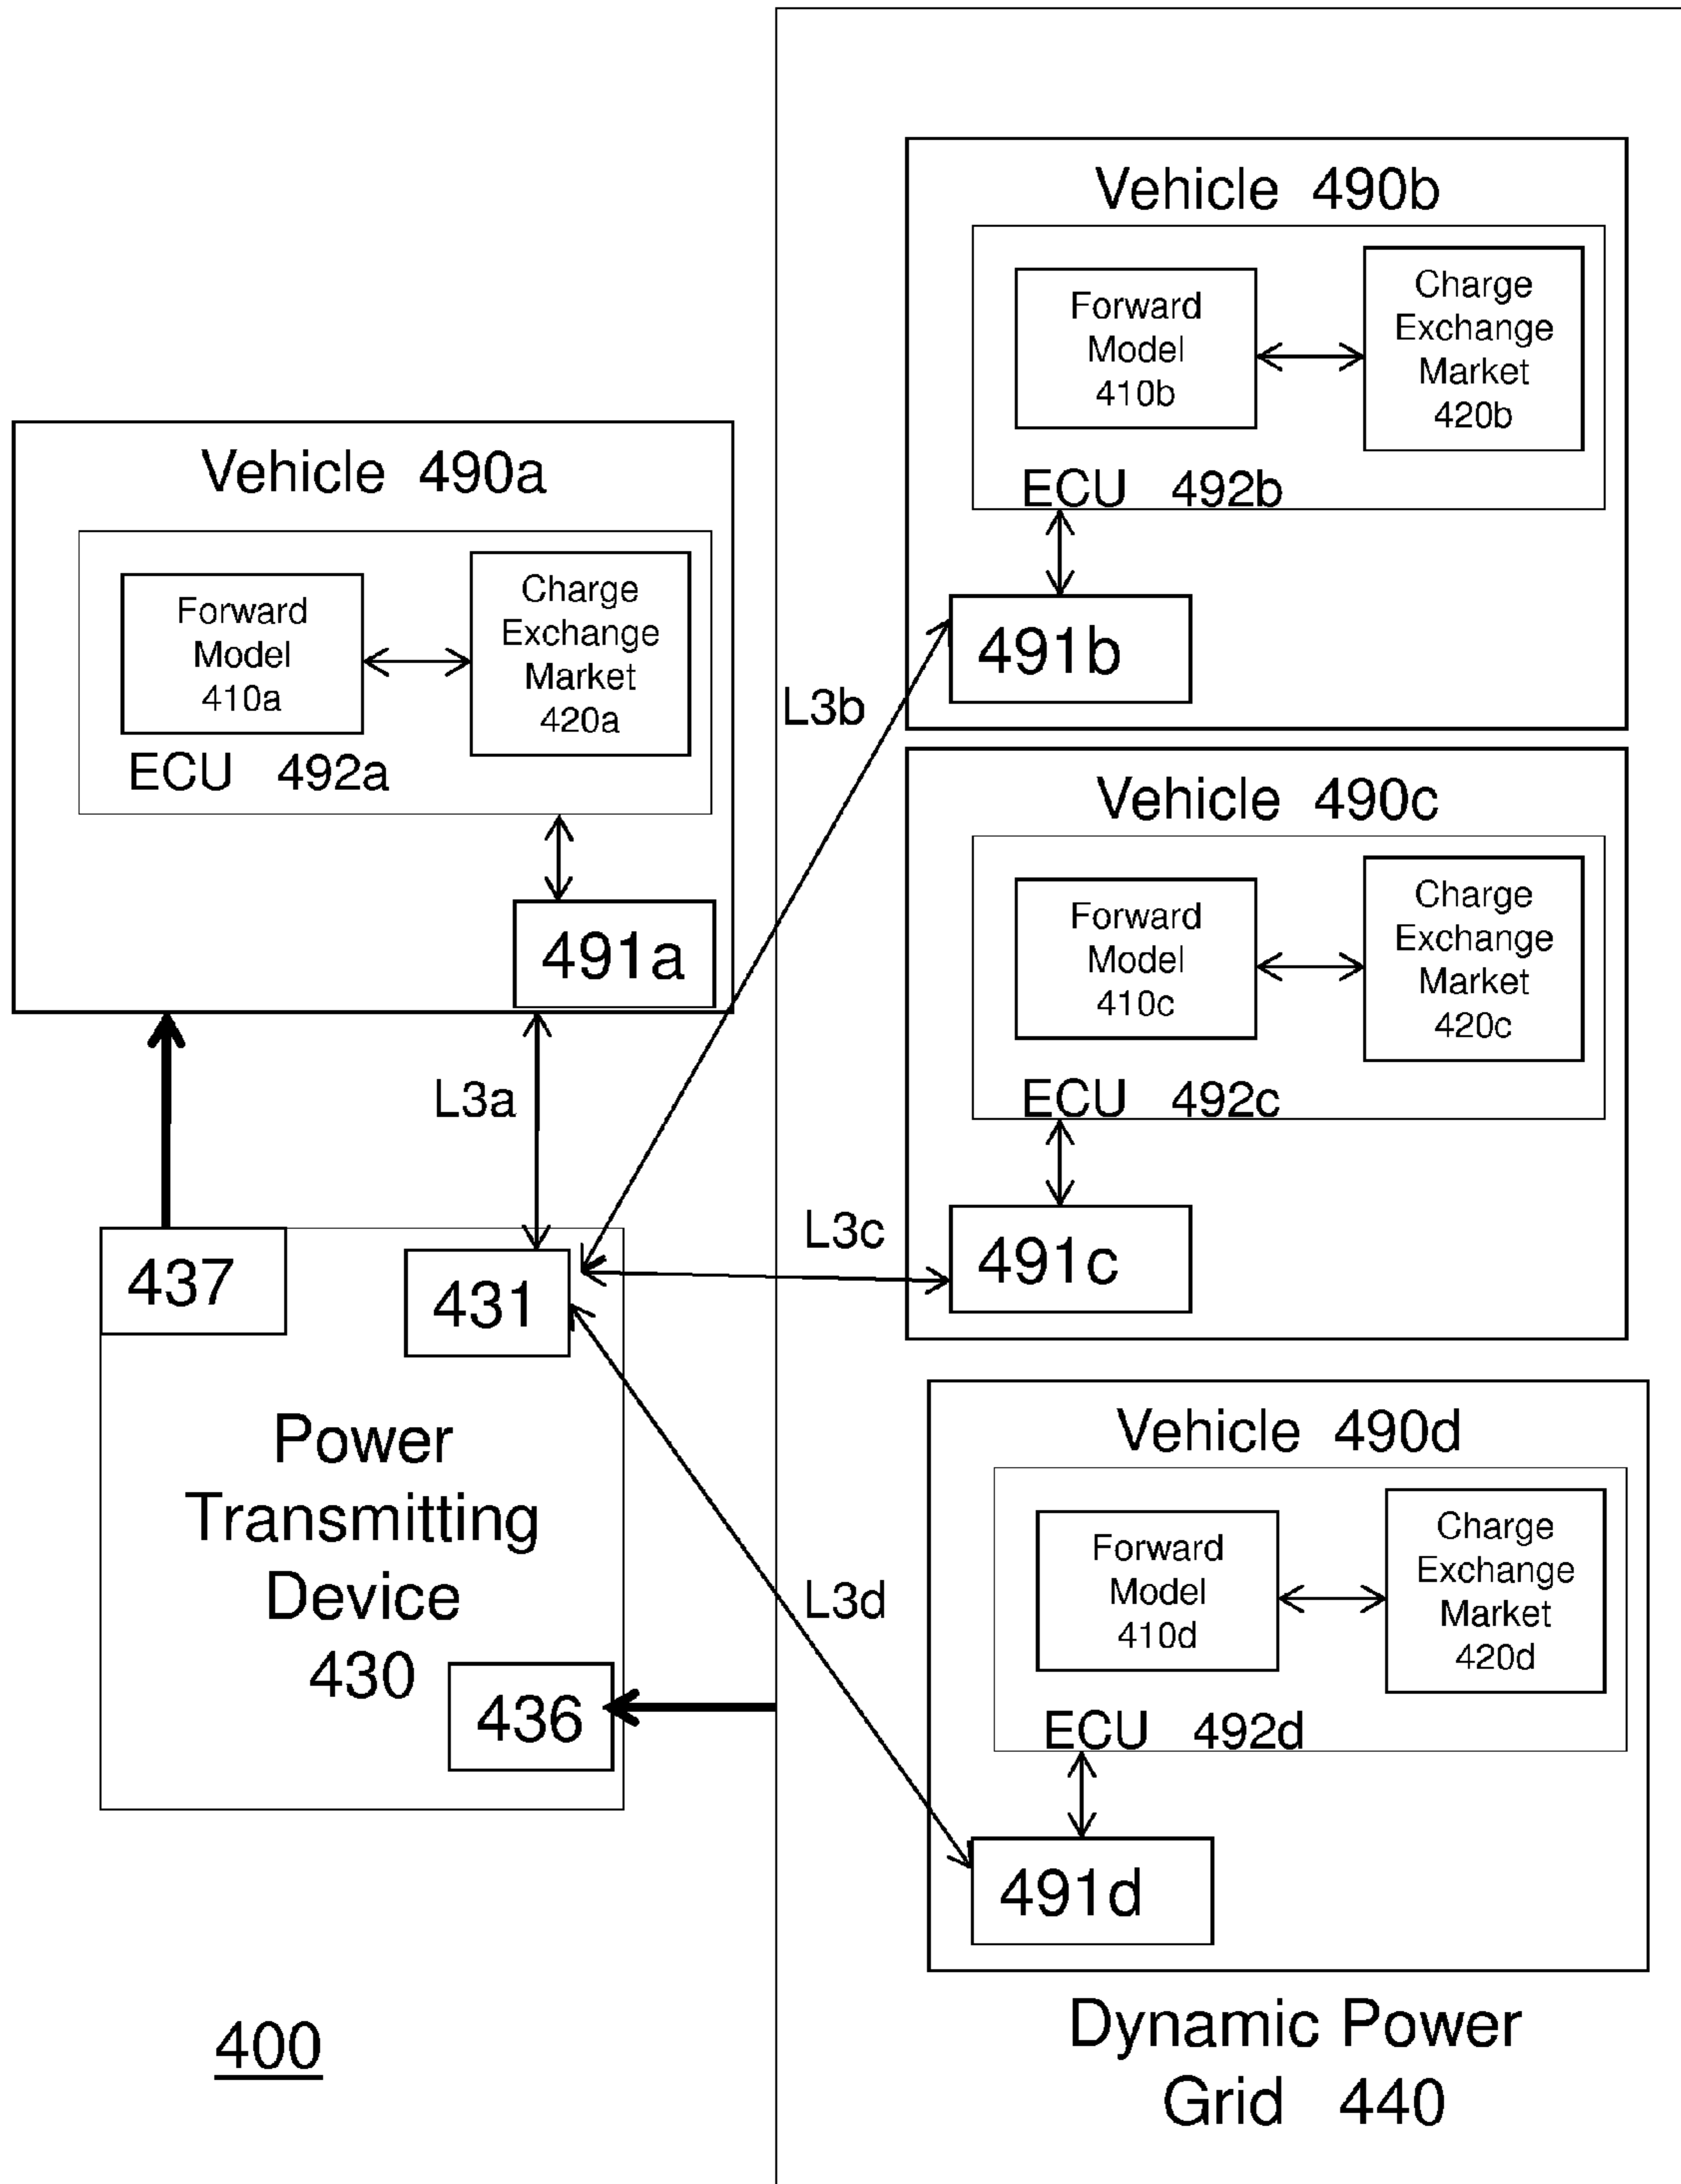 Vehicle 490a
Forward
Model
410a
Charge
Exchange
Market
420a
ECU 492a
491a
L3a
L3b
L3c
L3d
437
431
Power
Transmitting
Device
430
436
400
Vehicle 490b
Forward
Model
410b
Charge
Exchange
Market
420b
ECU 492b
491b
Vehicle 490c
Forward
Model
410c
Charge
Exchange
Market
420c
ECU 492c
491c
Vehicle 490d
Forward
Model
410d
Charge
Exchange
Market
420d
ECU 492d
491d
Dynamic Power
Grid 440